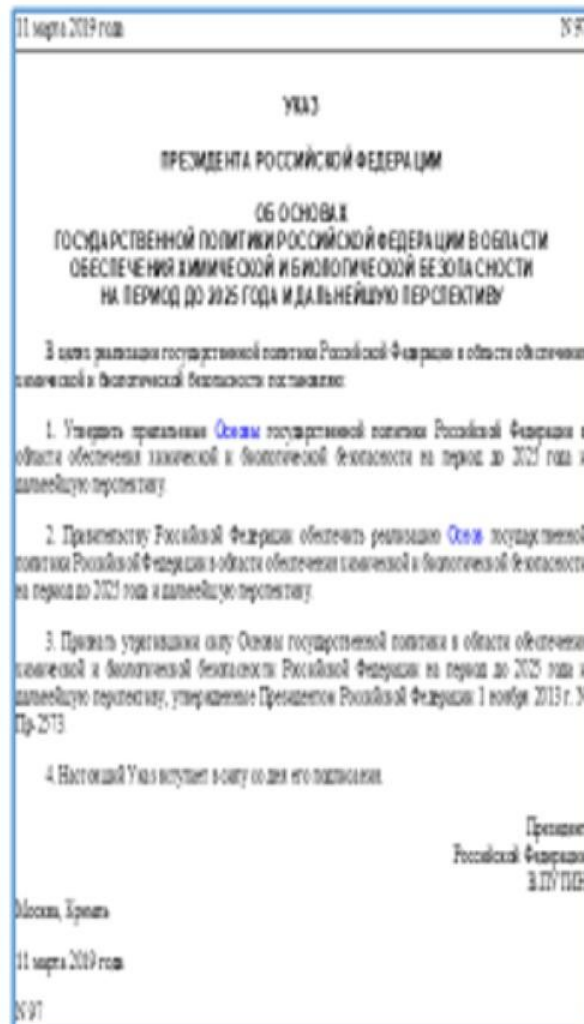 11 марта 2019 года N 97
УКАЗ
ПРЕЗИДЕНТА РОССИЙСКОЙ ФЕДЕРАЦИИ
ОБ ОСНОВАХ
ГОСУДАРСТВЕННОЙ ПОЛИТИКИ РОССИЙСКОЙ ФЕДЕРАЦИИ В ОБЛАСТИ
ОБЕСПЕЧЕНИЯ ХИМИЧЕСКОЙ И БИОЛОГИЧЕСКОЙ БЕЗОПАСНОСТИ
НА ПЕРИОД ДО 2025 ГОДА И ДАЛЬНЕЙШУЮ ПЕРСПЕКТИВУ
В целях реализации государственной политики Российской Федерации в области обеспечения
химической и биологической безопасности постановляю:
1. Утвердить прилагаемые Основы государственной политики Российской Федерации в
области обеспечения химической и биологической безопасности на период до 2025 года и
дальнейшую перспективу.
2. Правительству Российской Федерации обеспечить реализацию Основ государственной
политики Российской Федерации в области обеспечения химической и биологической безопасности
на период до 2025 года и дальнейшую перспективу.
3. Признать утратившими силу Основы государственной политики в области обеспечения
химической и биологической безопасности Российской Федерации на период до 2025 года и
дальнейшую перспективу, утвержденные Президентом Российской Федерации 1 ноября 2013 г. N
Пр-2573.
4. Настоящий Указ вступает в силу со дня его подписания.
Президент
Российской Федерации
В.ПУТИН
Москва, Кремль
11 марта 2019 года
N 97